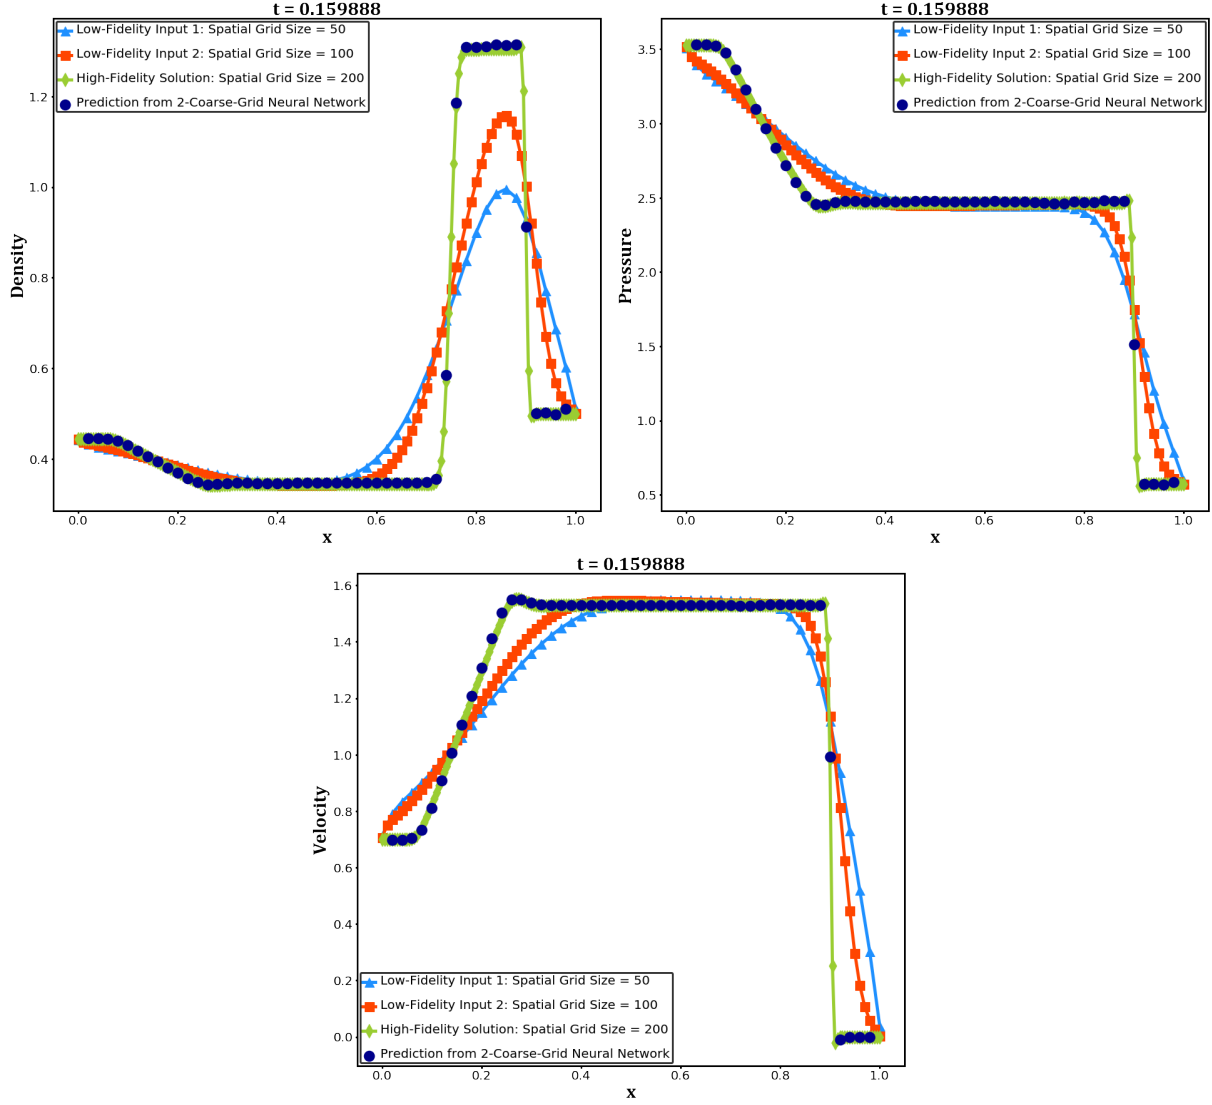 t = 0.159888
Low-Fidelity Input 1: Spatial Grid Size = 50
Low-Fidelity Input 2: Spatial Grid Size = 100
High-Fidelity Solution: Spatial Grid Size = 200
Prediction from 2-Coarse-Grid Neural Network
Density
1.2
1.0
0.8
0.6
0.4
0.0 0.2 0.4 0.6 0.8 1.0
x
t = 0.159888
Low-Fidelity Input 1: Spatial Grid Size = 50
Low-Fidelity Input 2: Spatial Grid Size = 100
High-Fidelity Solution: Spatial Grid Size = 200
Prediction from 2-Coarse-Grid Neural Network
Pressure
3.5
3.0
2.5
2.0
1.5
1.0
0.5
0.0 0.2 0.4 0.6 0.8 1.0
x
t = 0.159888
Velocity
1.6
1.4
1.2
1.0
0.8
0.6
0.4
0.2
0.0
Low-Fidelity Input 1: Spatial Grid Size = 50
Low-Fidelity Input 2: Spatial Grid Size = 100
High-Fidelity Solution: Spatial Grid Size = 200
Prediction from 2-Coarse-Grid Neural Network
0.0 0.2 0.4 0.6 0.8 1.0
x